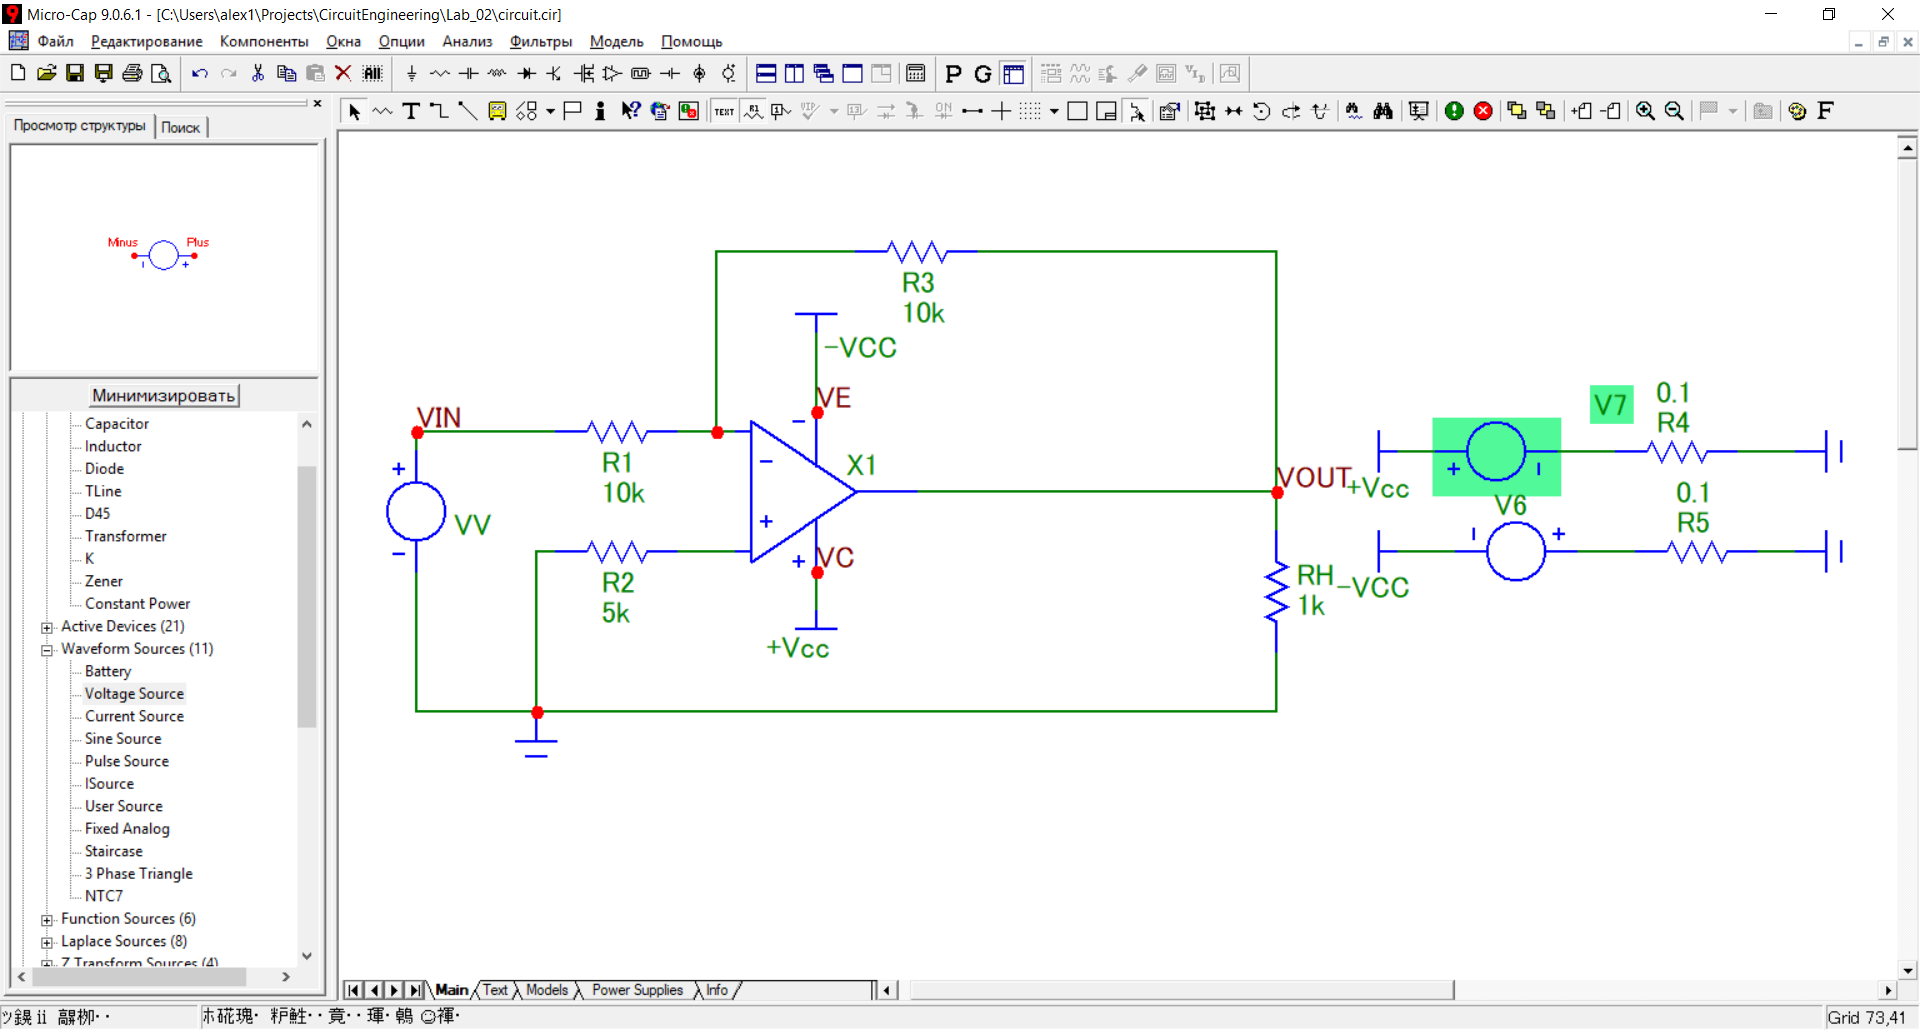 Micro-Cap 9.0.6.1 - [C:\Users\alex1\Projects\CircuitEngineering\Lab_02\circuit.cir]
Файл Редактирование Компоненты Окна Опции Анализ Фильтры Модель Помощь
P G
T i TEXT R1 VIP 13 ON F
Просмотр структуры Поиск
Minus Plus
Минимизировать
Capacitor
Inductor
Diode
TLine
D45
Transformer
K
Zener
Constant Power
Active Devices (21)
Waveform Sources (11)
Battery
Voltage Source
Current Source
Sine Source
Pulse Source
ISource
User Source
Fixed Analog
Staircase
3 Phase Triangle
NTC7
Function Sources (6)
Laplace Sources (8)
Z Transform Sources (4)
R3
10k
-VCC
VE
VIN
R1
10k
X1
VV
R2
5k
VC
+Vcc
VOUT
RH
1k
+Vcc
V7
0.1
R4
V6
0.1
R5
-VCC
Main Text Models Power Supplies Info
Grid 73,41